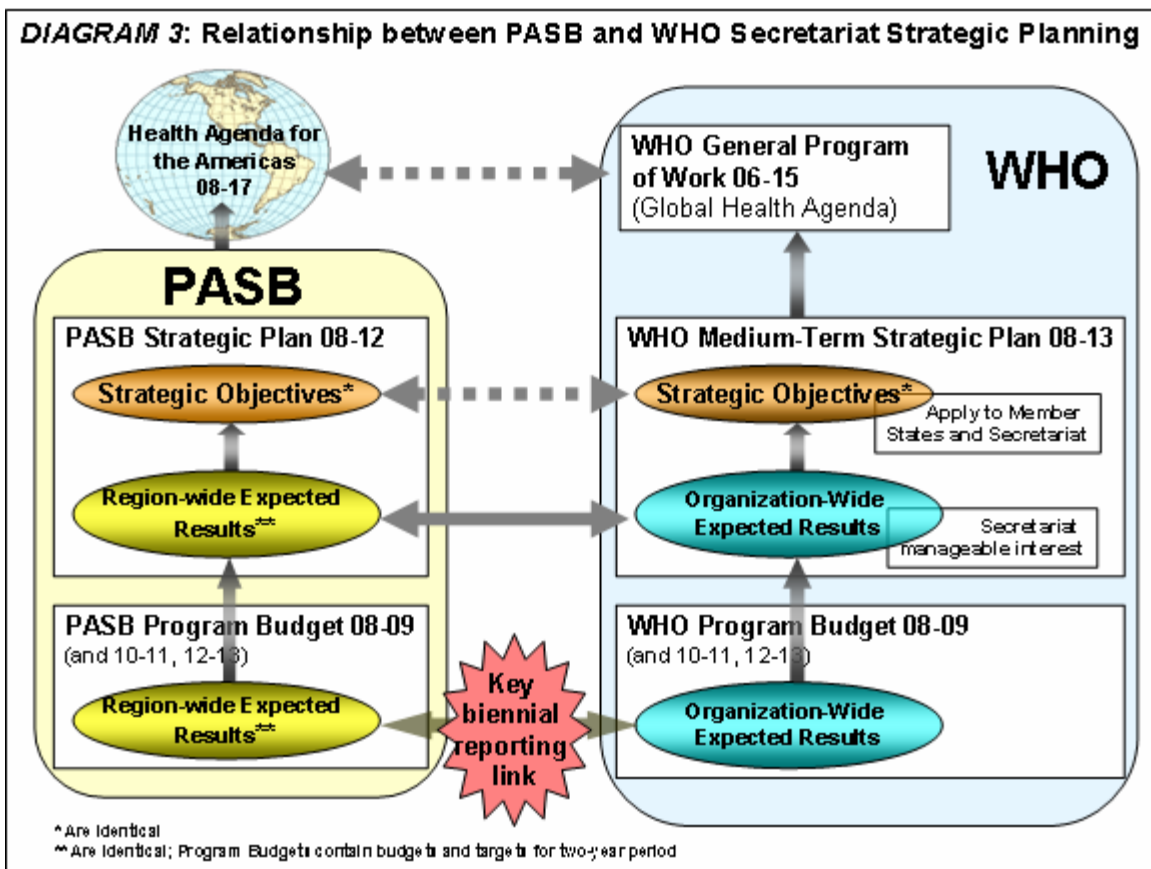 DIAGRAM 3: Relationship between PASB and WHO Secretariat Strategic Planning
Health Agenda for
the Americas
08-17
WHO General Program
of Work 06-15
(Global Health Agenda)
WHO
PASB
PASB Strategic Plan 08-12
Strategic Objectives*
Region-wide Expected
Results**
PASB Program Budget 08-09
(and 10-11, 12-13)
Region-wide Expected
Results**
WHO Medium-Term Strategic Plan 08-13
Strategic Objectives*
Apply to Member
States and Secretariat
Organization-Wide
Expected Results
Secretariat
manageable interest
WHO Program Budget 08-09
(and 10-11, 12-13)
Organization-Wide
Expected Results
Key
biennial
reporting
link
* Are Identical
** Are Identical; Program Budgets contain budgets and targets for two-year period